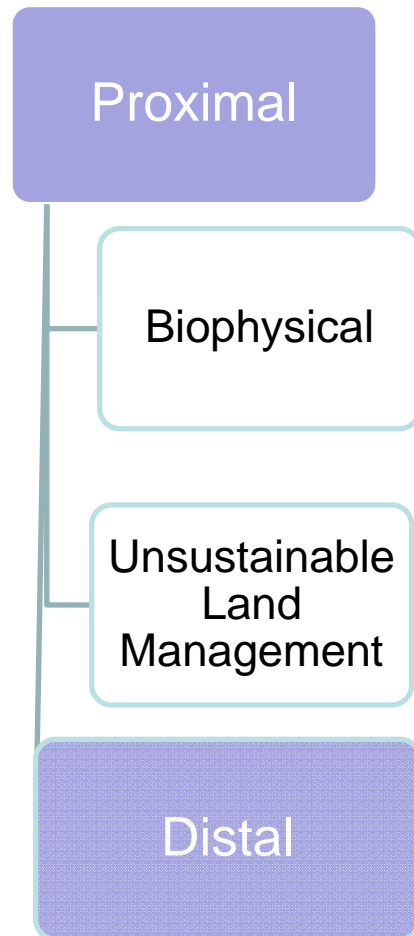 Proximal
Biophysical
Unsustainable
Land
Management
Distal